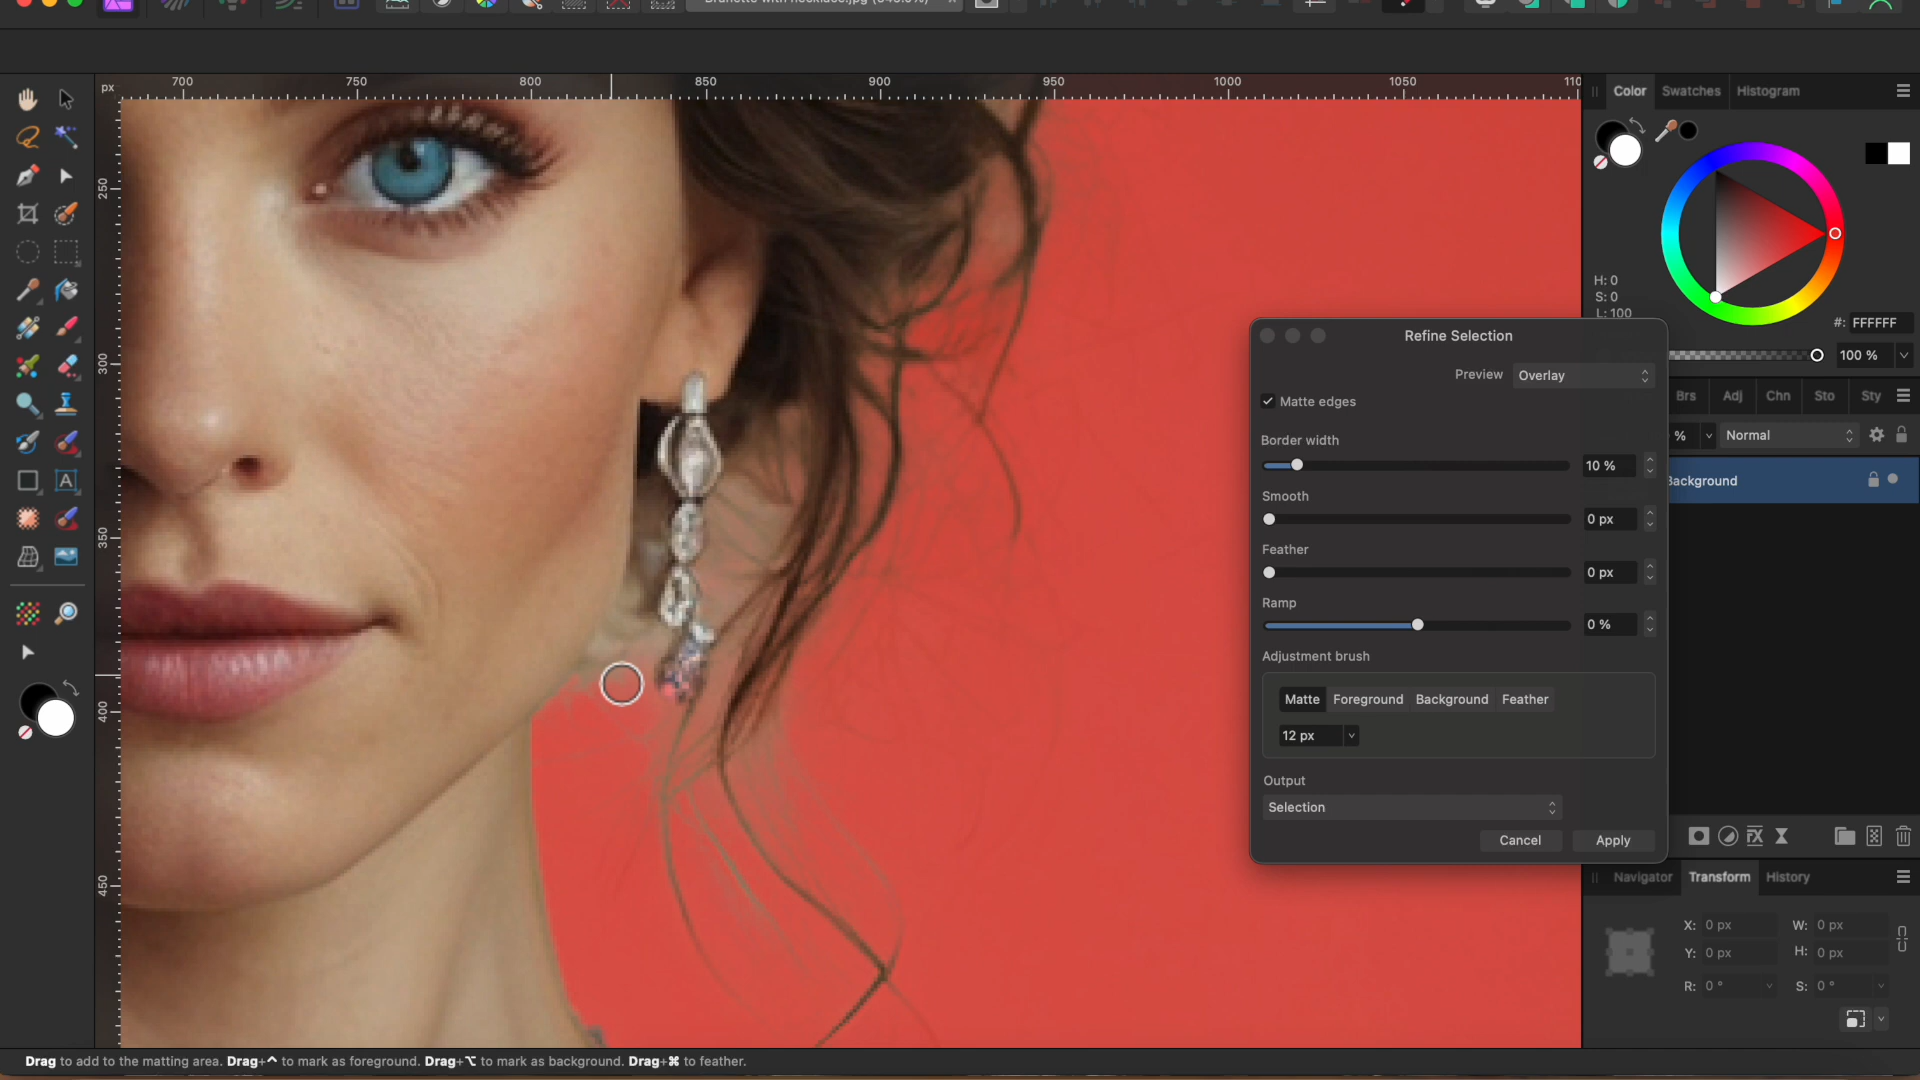 px
700
750
800
850
900
950
1000
1050
250
300
350
400
450
Color
Swatches
Histogram
H: 0
S: 0
L: 100
#: FFFFFF
100 %
Brs
Adj
Chn
Sto
Sty
%
Normal
Background
Refine Selection
Preview
Overlay
Matte edges
Border width
10 %
Smooth
0 px
Feather
0 px
Ramp
0 %
Adjustment brush
Matte
Foreground
Background
Feather
12 px
Output
Selection
Cancel
Apply
Navigator
Transform
History
X: 0 px
W: 0 px
Y: 0 px
H: 0 px
R: 0 °
S: 0 °
Drag to add to the matting area. Drag+^ to mark as foreground. Drag+⌥ to mark as background. Drag+⌘ to feather.